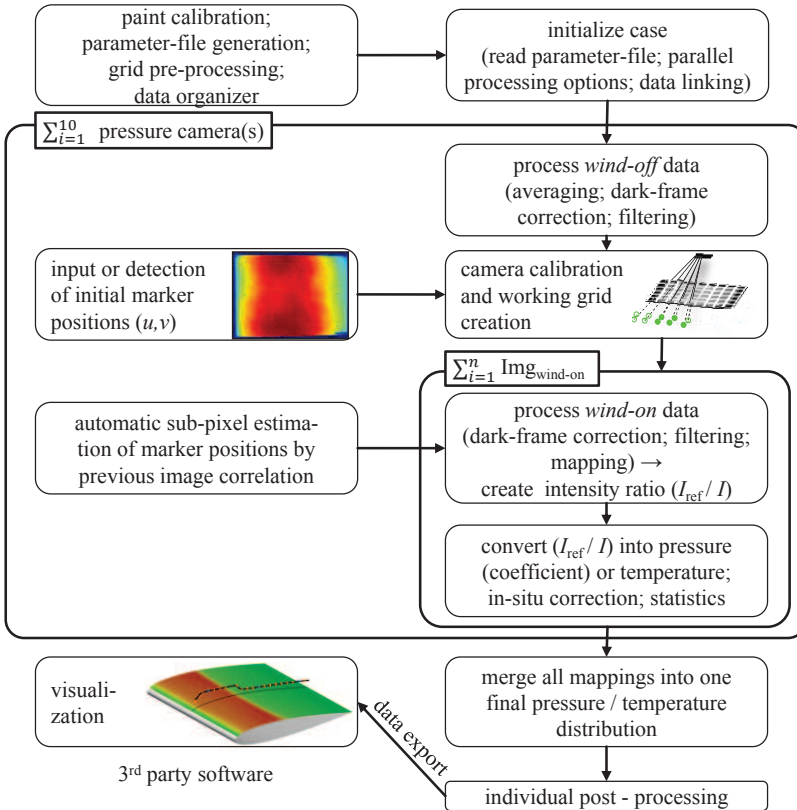 paint calibration;
parameter-file generation;
grid pre-processing;
data organizer
initialize case
(read parameter-file; parallel
processing options; data linking)
∑_{i=1}^{10} pressure camera(s)
process wind-off data
(averaging; dark-frame
correction; filtering)
input or detection
of initial marker
positions (u,v)
camera calibration
and working grid
creation
∑_{i=1}^{n} Img_{wind-on}
automatic sub-pixel estima-
tion of marker positions by
previous image correlation
process wind-on data
(dark-frame correction; filtering;
mapping) →
create intensity ratio (I_{ref} / I)
convert (I_{ref} / I) into pressure
(coefficient) or temperature;
in-situ correction; statistics
visuali-
zation
merge all mappings into one
final pressure / temperature
distribution
data export
3rd party software
individual post - processing